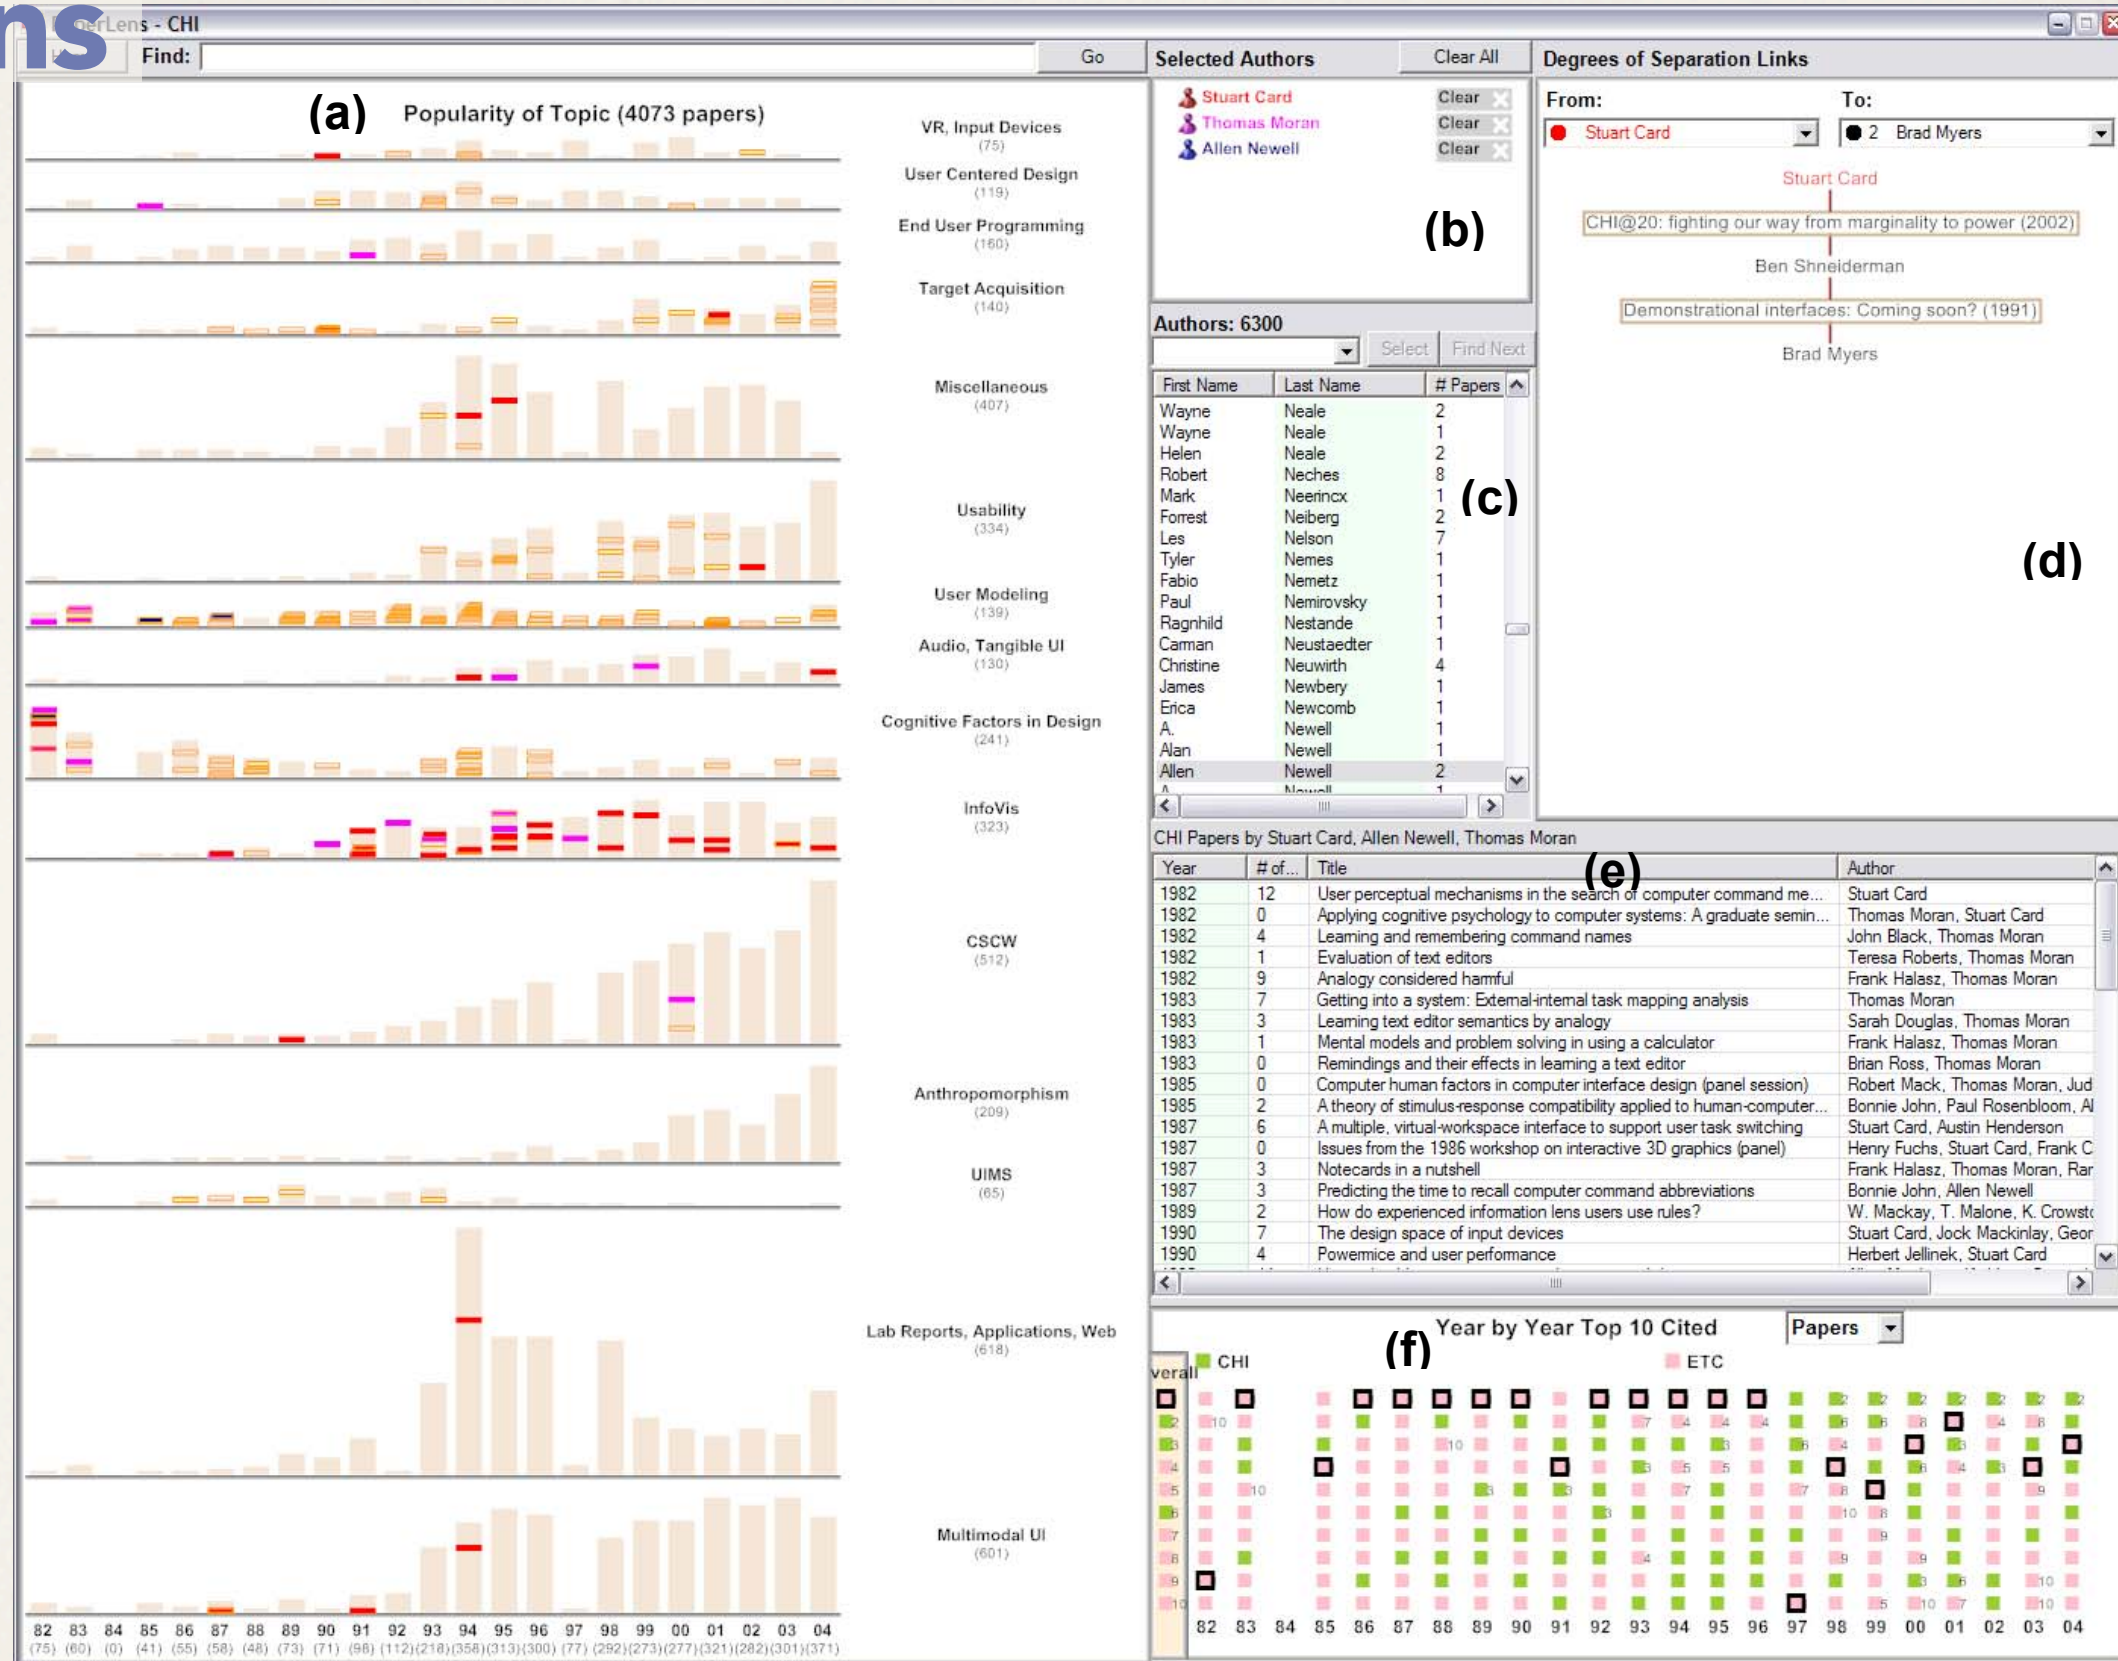 ns
PaperLens - CHI
Find:
Go
(a)
Popularity of Topic (4073 papers)
VR, Input Devices
(75)
User Centered Design
(119)
End User Programming
(160)
Target Acquisition
(140)
Miscellaneous
(407)
Usability
(334)
User Modeling
(139)
Audio, Tangible UI
(130)
Cognitive Factors in Design
(241)
InfoVis
(323)
CSCW
(512)
Anthropomorphism
(209)
UIMS
(65)
Lab Reports, Applications, Web
(618)
Multimodal UI
(601)
82 83 84 85 86 87 88 89 90 91 92 93 94 95 96 97 98 99 00 01 02 03 04
(75) (60) (0) (41) (55) (58) (48) (73) (71) (98) (112) (218) (358) (313) (300) (77) (292) (273) (277) (321) (282) (301) (371)
Selected Authors
Clear All
Stuart Card Clear
Thomas Moran Clear
Allen Newell Clear
(b)
Authors: 6300
Select Find Next
First Name Last Name # Papers
Wayne Neale 2
Wayne Neale 1
Helen Neale 2
Robert Neches 8
Mark Neerincx 1
Forrest Neiberg 2
Les Nelson 7
Tyler Nemes 1
Fabio Nemetz 1
Paul Nemirovsky 1
Ragnhild Nestande 1
Carman Neustaedter 1
Christine Neuwirth 4
James Newbery 1
Erica Newcomb 1
A. Newell 1
Alan Newell 1
Allen Newell 2
(c)
Degrees of Separation Links
From: To:
Stuart Card 2 Brad Myers
Stuart Card
CHI@20: fighting our way from marginality to power (2002)
Ben Shneiderman
Demonstrational interfaces: Coming soon? (1991)
Brad Myers
(d)
CHI Papers by Stuart Card, Allen Newell, Thomas Moran
(e)
Year # of... Title Author
1982 12 User perceptual mechanisms in the search of computer command me... Stuart Card
1982 0 Applying cognitive psychology to computer systems: A graduate semin... Thomas Moran, Stuart Card
1982 4 Learning and remembering command names John Black, Thomas Moran
1982 1 Evaluation of text editors Teresa Roberts, Thomas Moran
1982 9 Analogy considered harmful Frank Halasz, Thomas Moran
1983 7 Getting into a system: External-internal task mapping analysis Thomas Moran
1983 3 Learning text editor semantics by analogy Sarah Douglas, Thomas Moran
1983 1 Mental models and problem solving in using a calculator Frank Halasz, Thomas Moran
1983 0 Remindings and their effects in learning a text editor Brian Ross, Thomas Moran
1985 0 Computer human factors in computer interface design (panel session) Robert Mack, Thomas Moran, Jud
1985 2 A theory of stimulus-response compatibility applied to human-computer... Bonnie John, Paul Rosenbloom, Al
1987 6 A multiple, virtual-workspace interface to support user task switching Stuart Card, Austin Henderson
1987 0 Issues from the 1986 workshop on interactive 3D graphics (panel) Henry Fuchs, Stuart Card, Frank C
1987 3 Notecards in a nutshell Frank Halasz, Thomas Moran, Ran
1987 3 Predicting the time to recall computer command abbreviations Bonnie John, Allen Newell
1989 2 How do experienced information lens users use rules? W. Mackay, T. Malone, K. Crowsto
1990 7 The design space of input devices Stuart Card, Jock Mackinlay, Geor
1990 4 Powermice and user performance Herbert Jellinek, Stuart Card
(f)
Year by Year Top 10 Cited
Papers
verall
CHI
ETC
82 83 84 85 86 87 88 89 90 91 92 93 94 95 96 97 98 99 00 01 02 03 04